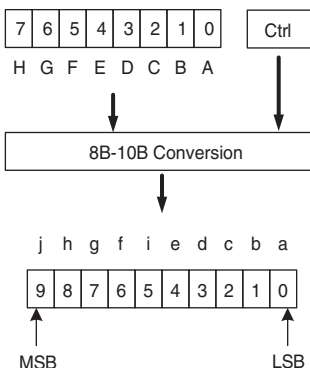 7 6 5 4 3 2 1 0 Ctrl
H G F E D C B A
8B-10B Conversion
j h g f i e d c b a
9 8 7 6 5 4 3 2 1 0
MSB LSB